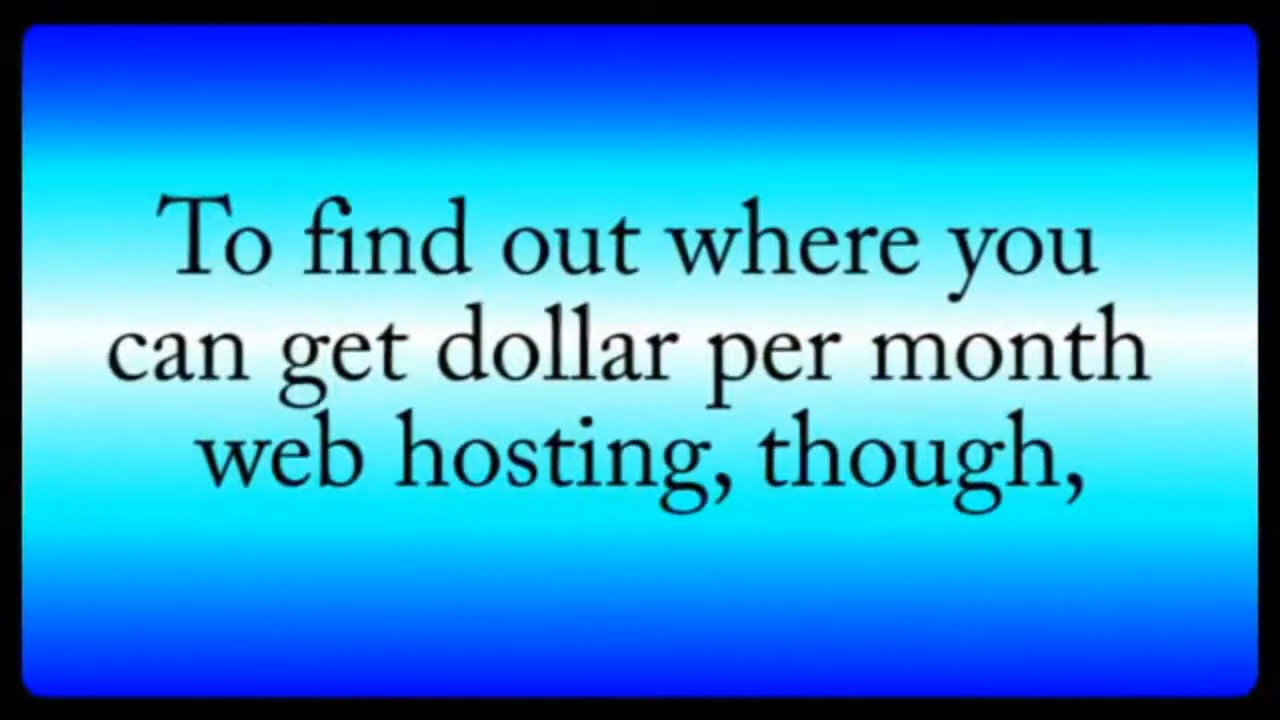 To find out where you
can get dollar per month
web hosting, though,